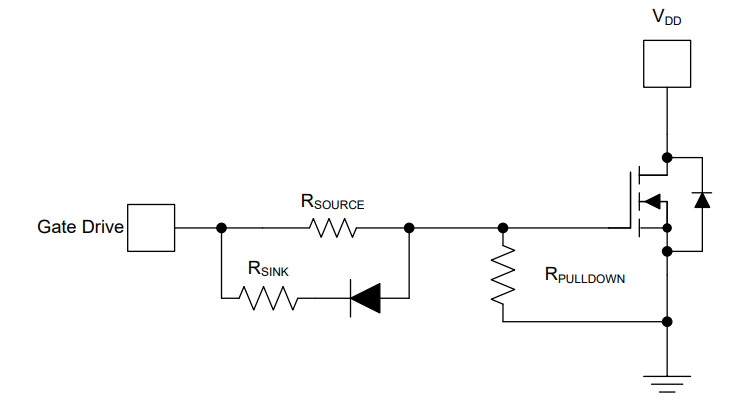 VDD
RSOURCE
Gate Drive
RSINK
RPULLDOWN